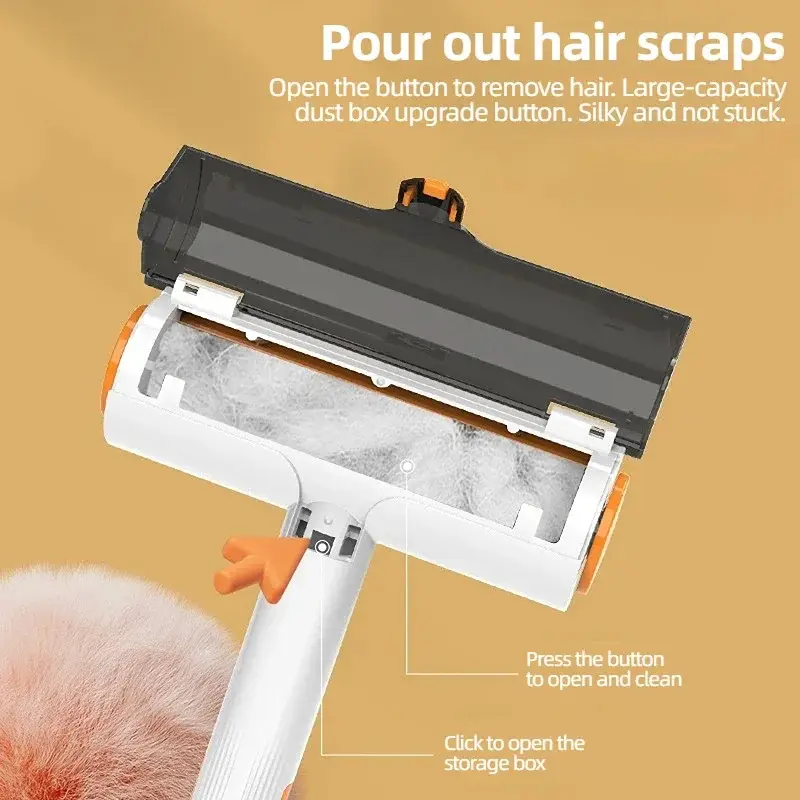 Pour out hair scraps
Open the button to remove hair. Large-capacity
dust box upgrade button. Silky and not stuck.
Press the button
to open and clean
Click to open the
storage box